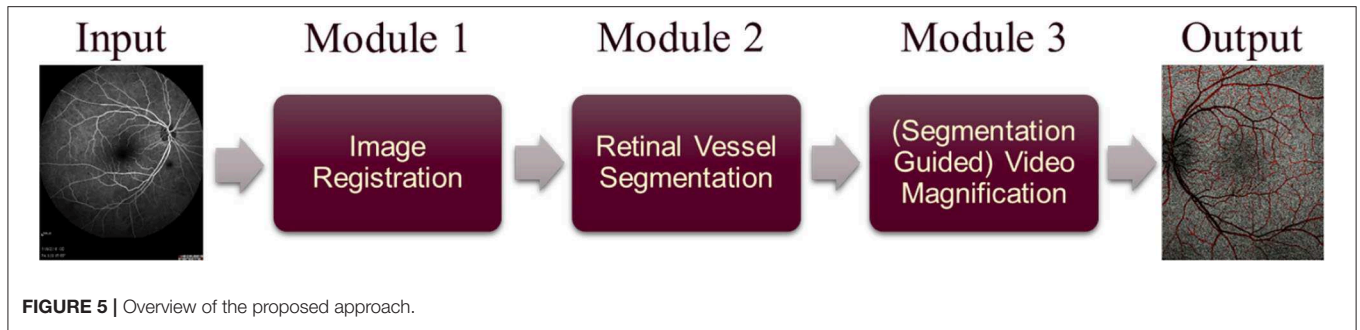 Input
Module 1
Module 2
Module 3
Output
Image
Registration
Retinal Vessel
Segmentation
(Segmentation
Guided) Video
Magnification
FIGURE 5 | Overview of the proposed approach.